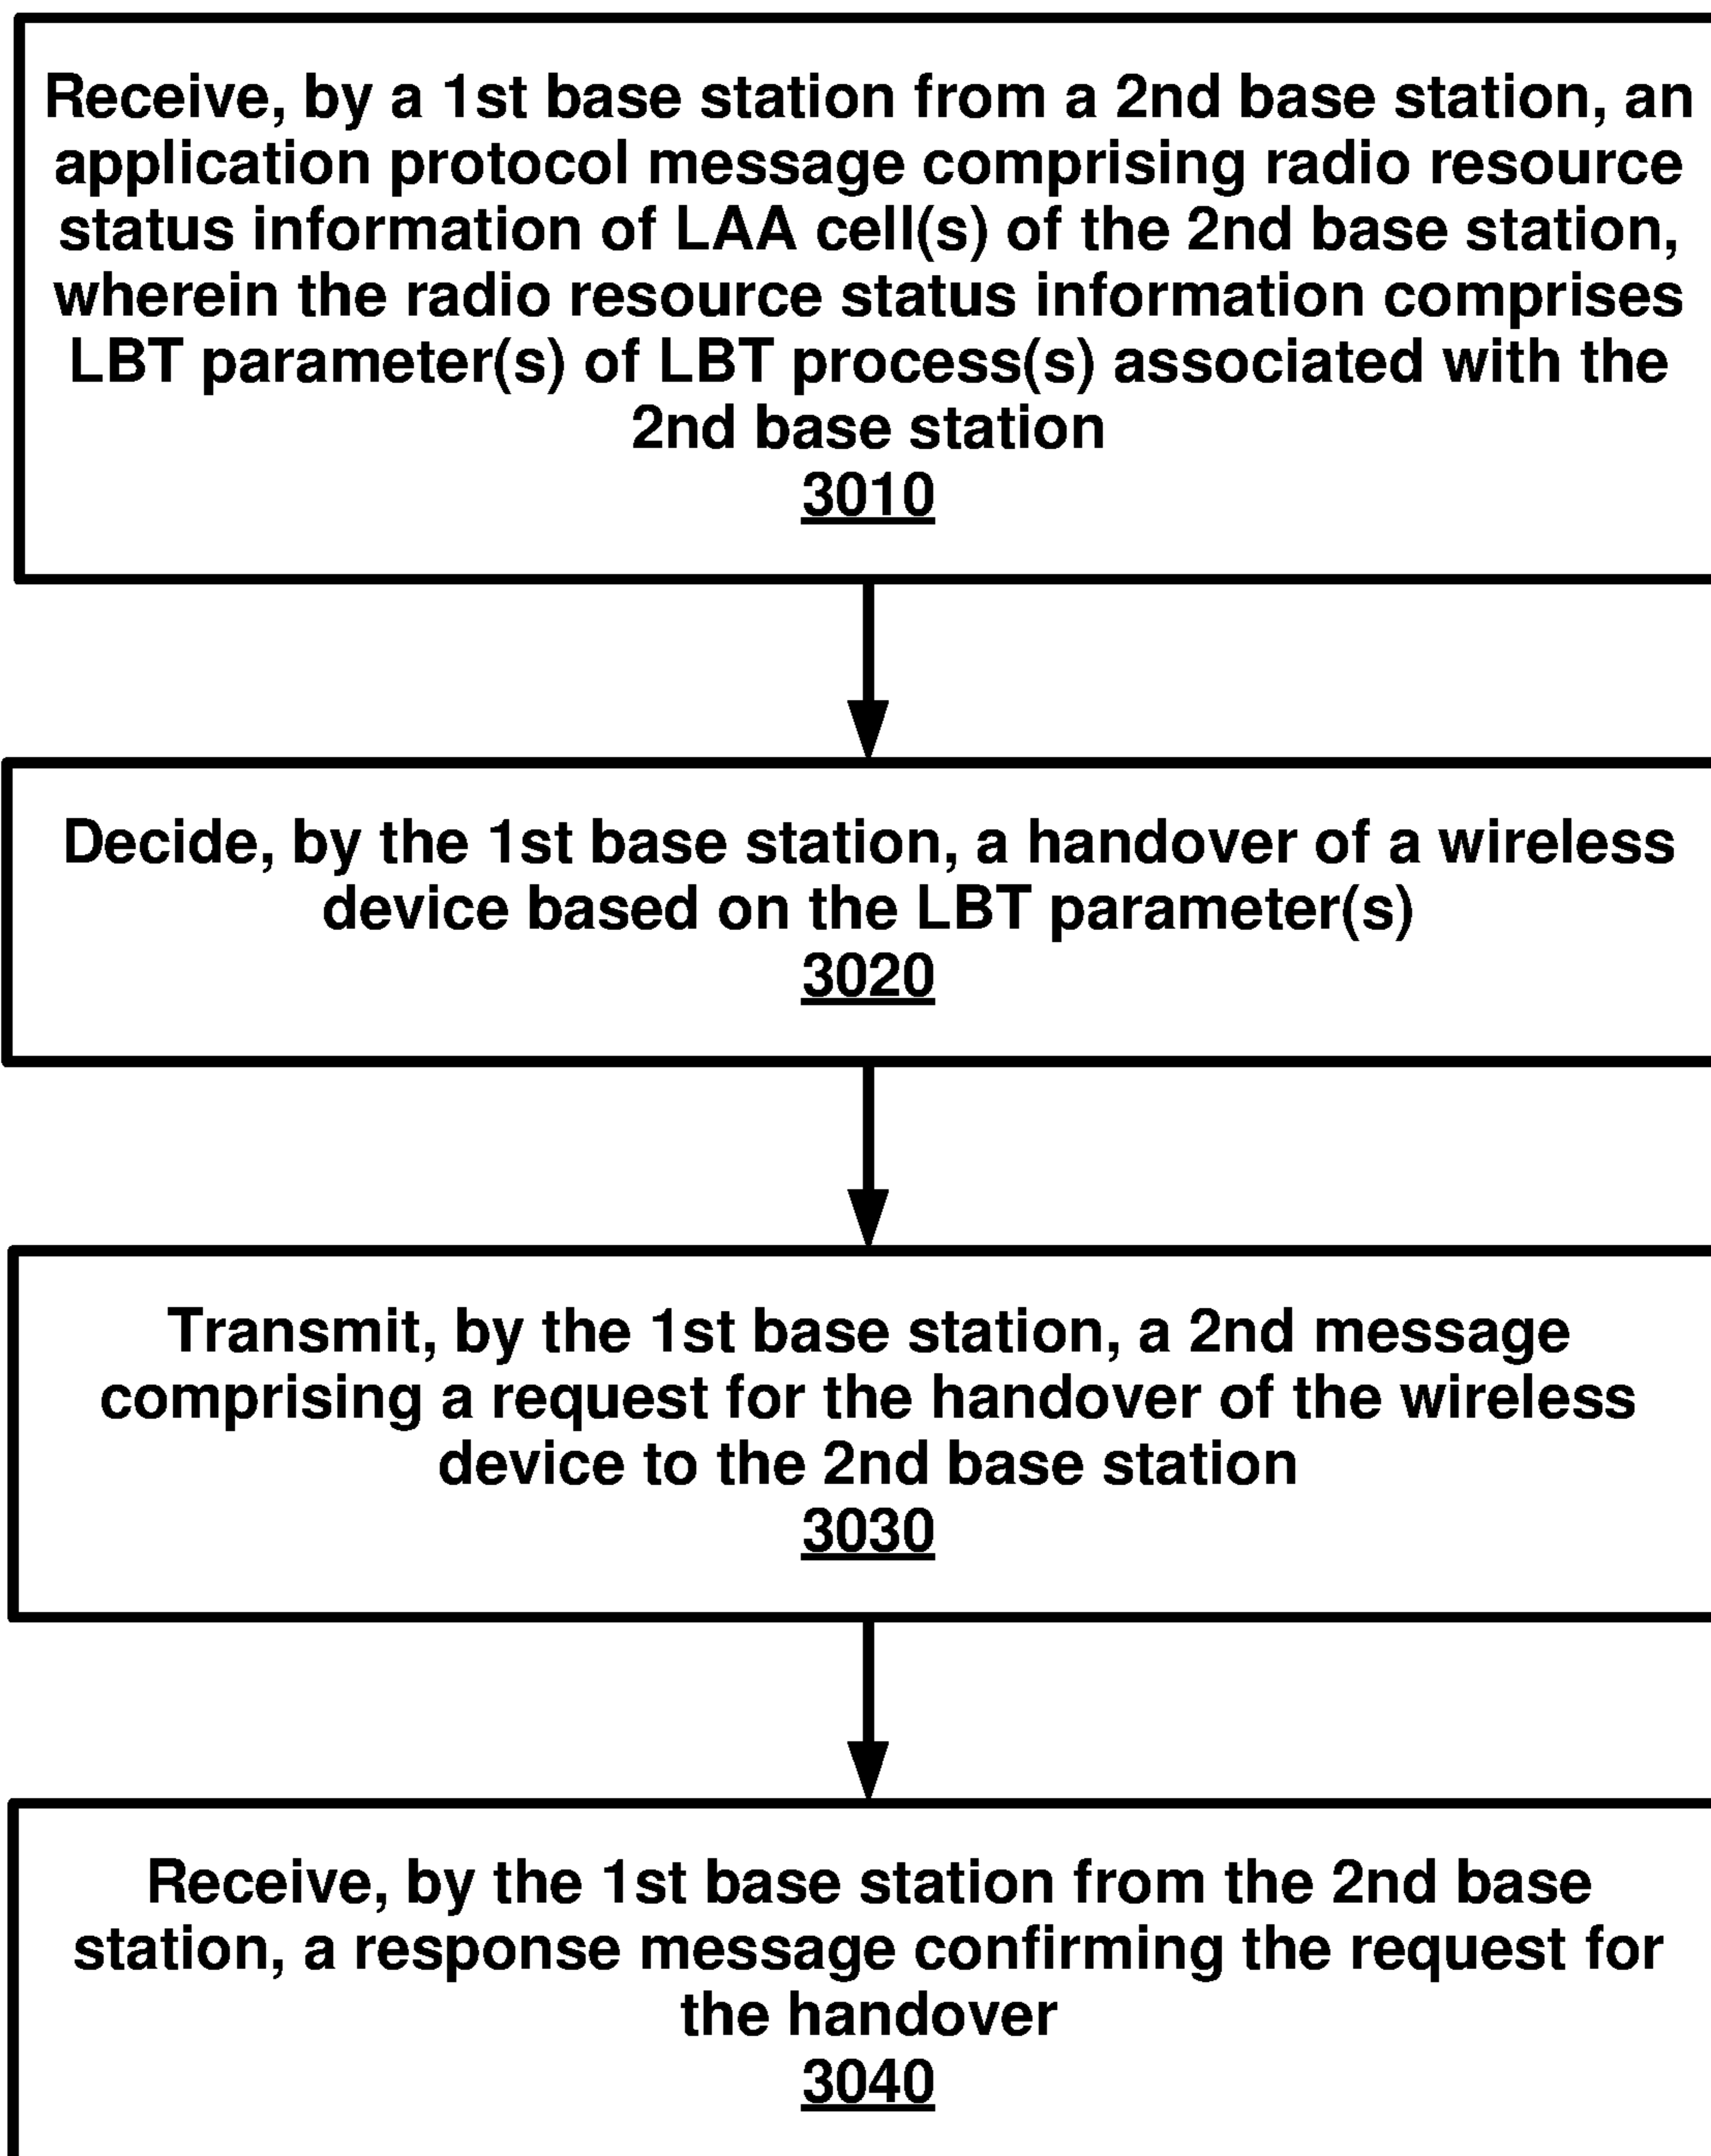 Receive, by a 1st base station from a 2nd base station, an
application protocol message comprising radio resource
status information of LAA cell(s) of the 2nd base station,
wherein the radio resource status information comprises
LBT parameter(s) of LBT process(s) associated with the
2nd base station
3010
Decide, by the 1st base station, a handover of a wireless
device based on the LBT parameter(s)
3020
Transmit, by the 1st base station, a 2nd message
comprising a request for the handover of the wireless
device to the 2nd base station
3030
Receive, by the 1st base station from the 2nd base
station, a response message confirming the request for
the handover
3040